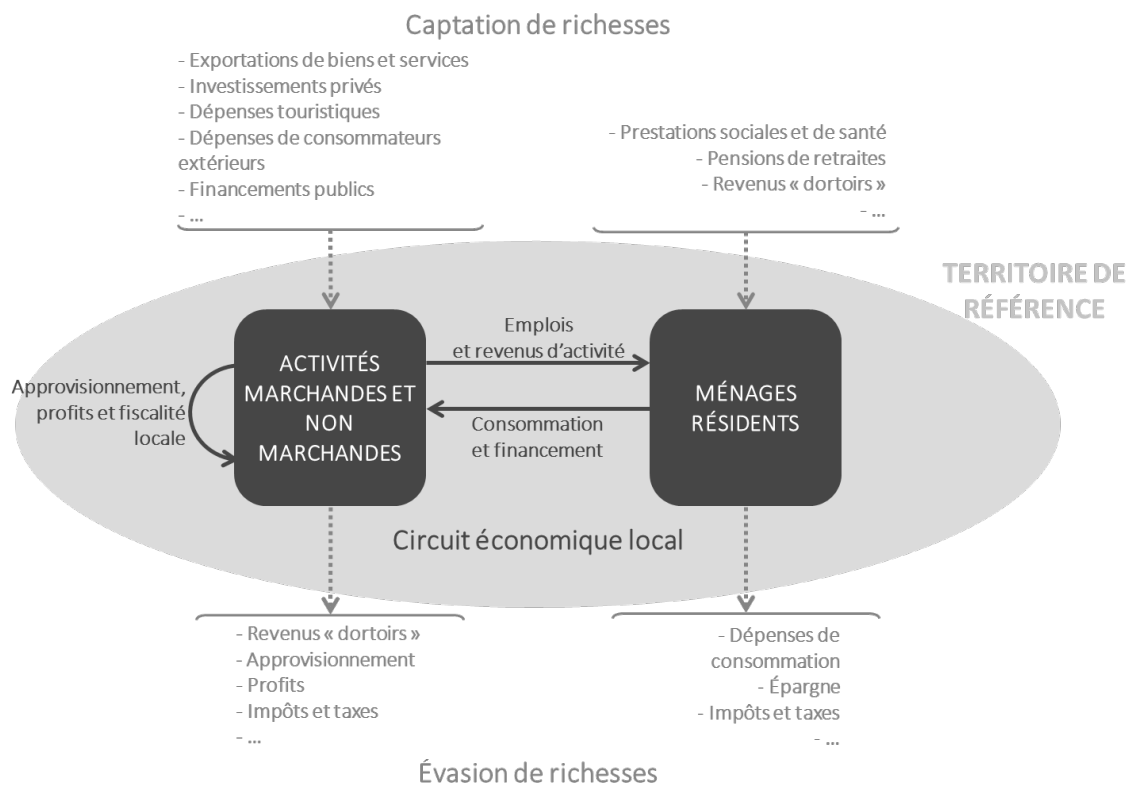 Captation de richesses
- Exportations de biens et services
- Investissements privés
- Dépenses touristiques
- Dépenses de consommateurs
extérieurs
- Financements publics
- ...
- Prestations sociales et de santé
- Pensions de retraites
- Revenus « dortoirs »
- ...
TERRITOIRE DE
RÉFÉRENCE
Approvisionnement,
profits et fiscalité
locale
ACTIVITÉS
MARCHANDES ET
NON
MARCHANDES
Emplois
et revenus d'activité
Consommation
et financement
MÉNAGES
RÉSIDENTS
Circuit économique local
- Revenus « dortoirs »
- Approvisionnement
- Profits
- Impôts et taxes
- ...
- Dépenses de
consommation
- Épargne
- Impôts et taxes
- ...
Évasion de richesses